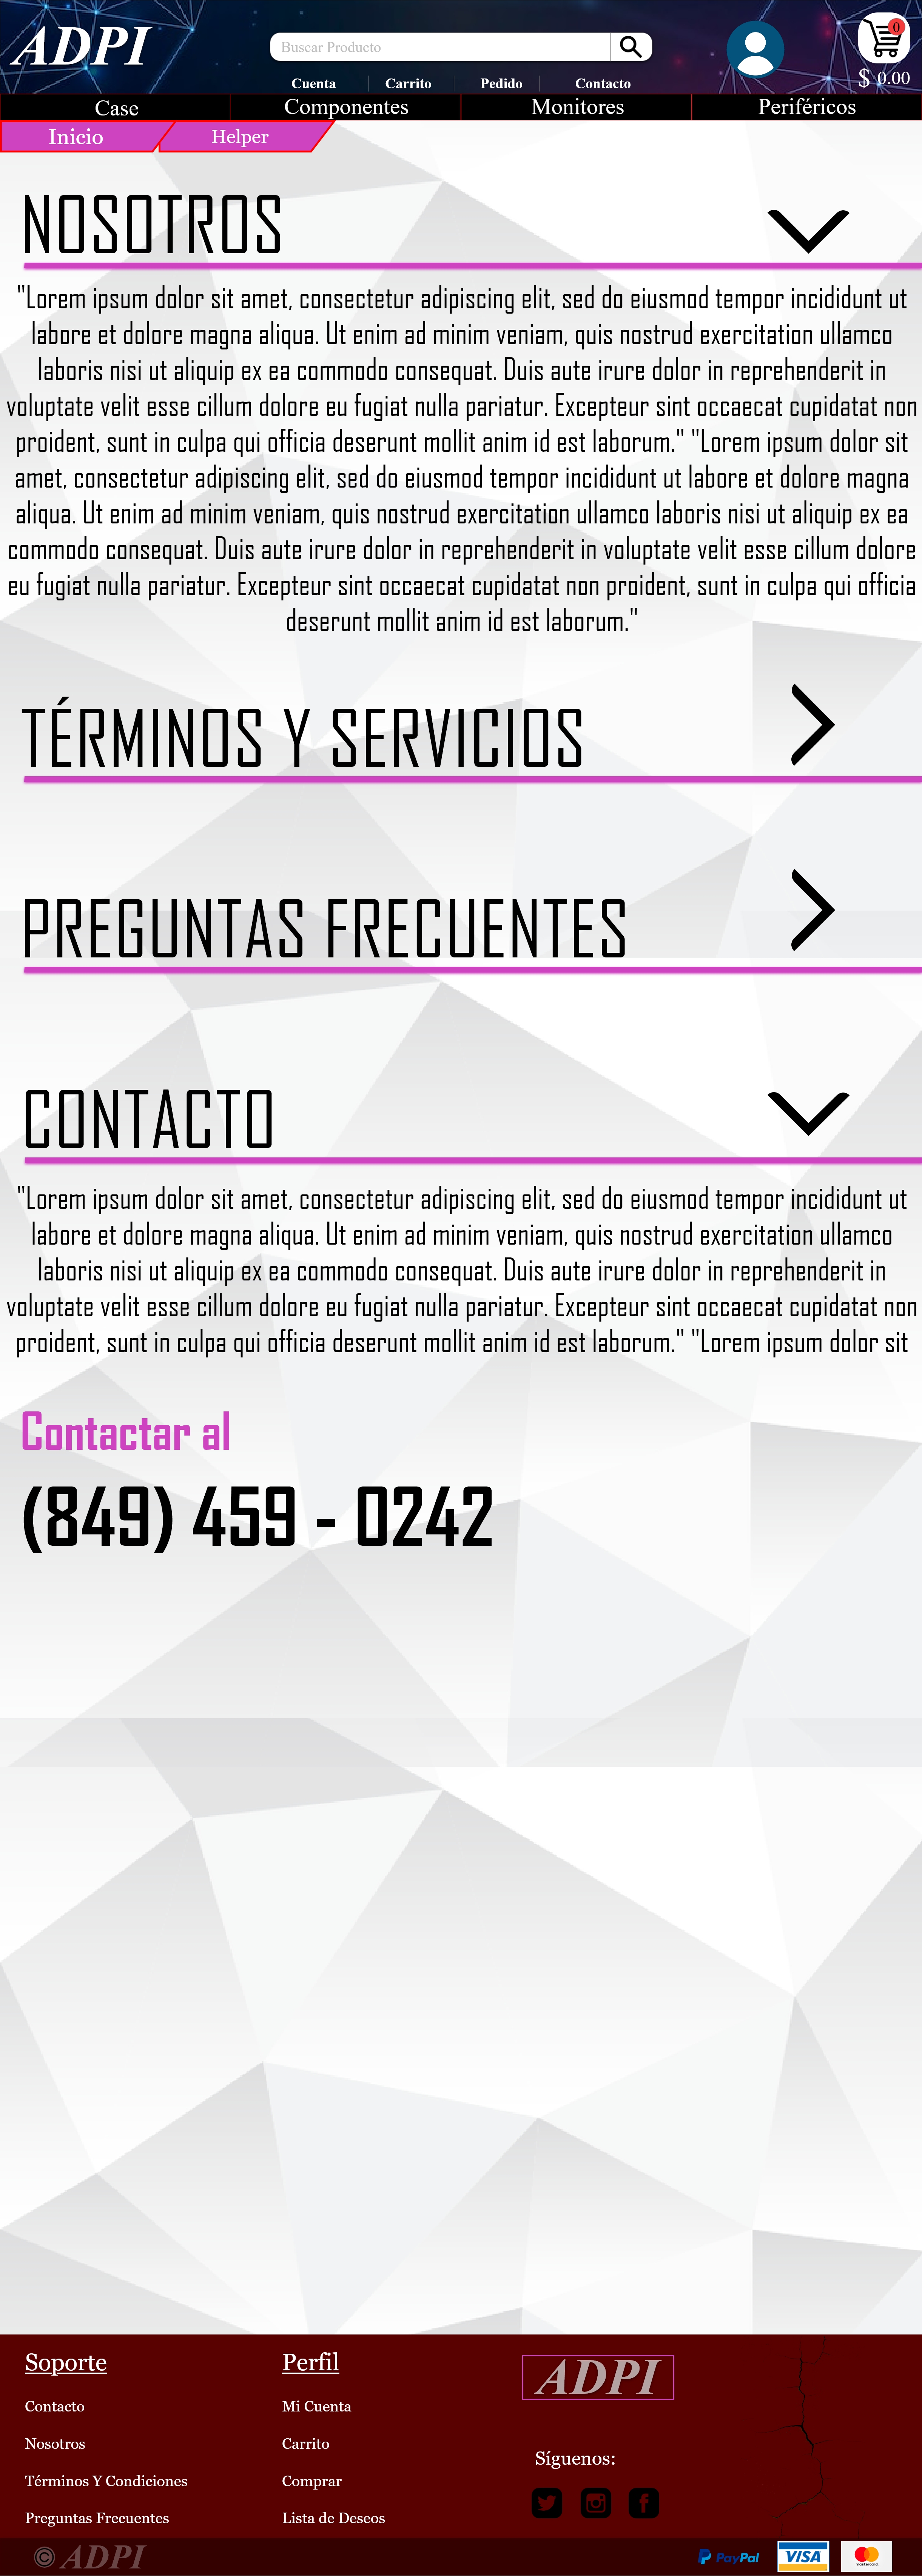 ADPI
Buscar Producto
0
Cuenta Carrito Pedido Contacto
$ 0.00
Case Componentes Monitores Periféricos
Inicio Helper
NOSOTROS
"Lorem ipsum dolor sit amet, consectetur adipiscing elit, sed do eiusmod tempor incididunt ut
labore et dolore magna aliqua. Ut enim ad minim veniam, quis nostrud exercitation ullamco
laboris nisi ut aliquip ex ea commodo consequat. Duis aute irure dolor in reprehenderit in
voluptate velit esse cillum dolore eu fugiat nulla pariatur. Excepteur sint occaecat cupidatat non
proident, sunt in culpa qui officia deserunt mollit anim id est laborum." "Lorem ipsum dolor sit
amet, consectetur adipiscing elit, sed do eiusmod tempor incididunt ut labore et dolore magna
aliqua. Ut enim ad minim veniam, quis nostrud exercitation ullamco laboris nisi ut aliquip ex ea
commodo consequat. Duis aute irure dolor in reprehenderit in voluptate velit esse cillum dolore
eu fugiat nulla pariatur. Excepteur sint occaecat cupidatat non proident, sunt in culpa qui officia
deserunt mollit anim id est laborum."
TÉRMINOS Y SERVICIOS
PREGUNTAS FRECUENTES
CONTACTO
"Lorem ipsum dolor sit amet, consectetur adipiscing elit, sed do eiusmod tempor incididunt ut
labore et dolore magna aliqua. Ut enim ad minim veniam, quis nostrud exercitation ullamco
laboris nisi ut aliquip ex ea commodo consequat. Duis aute irure dolor in reprehenderit in
voluptate velit esse cillum dolore eu fugiat nulla pariatur. Excepteur sint occaecat cupidatat non
proident, sunt in culpa qui officia deserunt mollit anim id est laborum." "Lorem ipsum dolor sit
Contactar al
(849) 459 - 0242
Soporte
Contacto
Nosotros
Términos Y Condiciones
Preguntas Frecuentes
Perfil
Mi Cuenta
Carrito
Comprar
Lista de Deseos
ADPI
Síguenos:
© ADPI
PayPal VISA mastercard